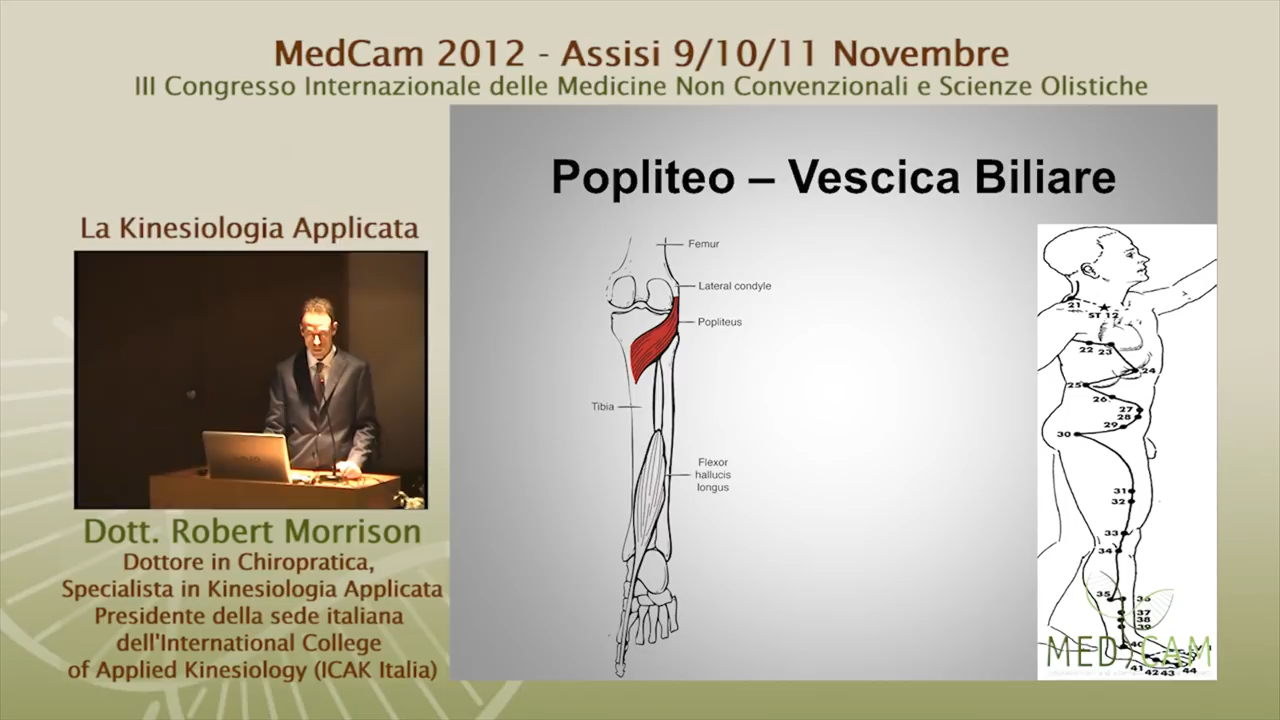 MedCam 2012 - Assisi 9/10/11 Novembre
III Congresso Internazionale delle Medicine Non Convenzionali e Scienze Olistiche
La Kinesiologia Applicata
Dott. Robert Morrison
Dottore in Chiropratica,
Specialista in Kinesiologia Applicata
Presidente della sede italiana
dell'International College
of Applied Kinesiology (ICAK Italia)
Popliteo – Vescica Biliare
Femur
Lateral condyle
Popliteus
Tibia
Flexor
hallucis
longus
21
ST 12
22 23
24
25
26
27
28
29
30
31
32
33
34
35 36
37
38
39
40
41 42 43 44
MED CAM